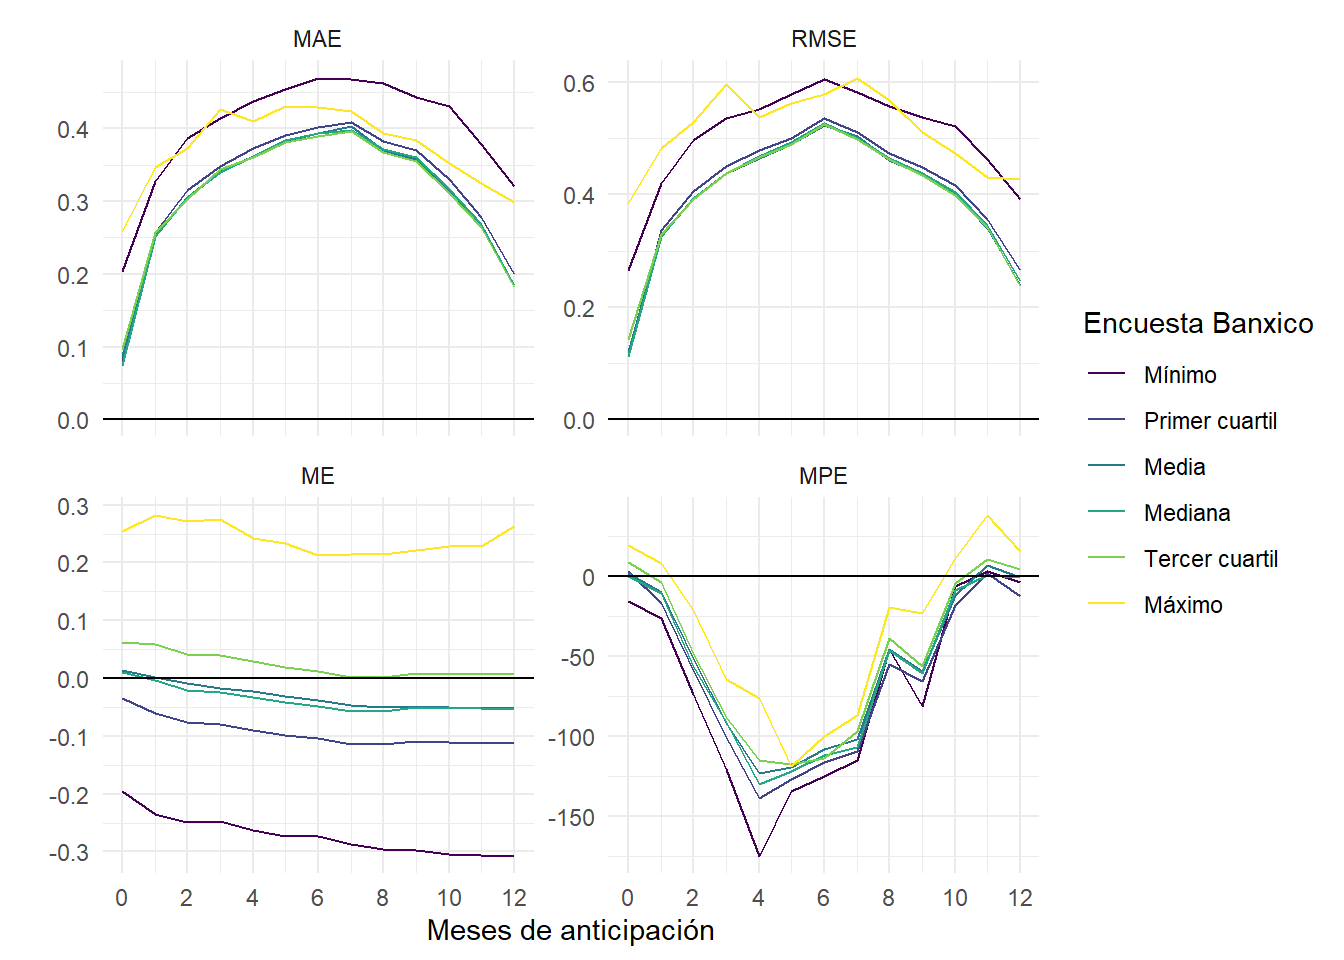 MAE
RMSE
0.4
0.3
0.2
0.1
0.0
0.6
0.4
0.2
0.0
ME
MPE
0.3
0.2
0.1
0.0
-0.1
-0.2
-0.3
0
-50
-100
-150
0 2 4 6 8 10 12
0 2 4 6 8 10 12
Meses de anticipación
Encuesta Banxico
Mínimo
Primer cuartil
Media
Mediana
Tercer cuartil
Máximo